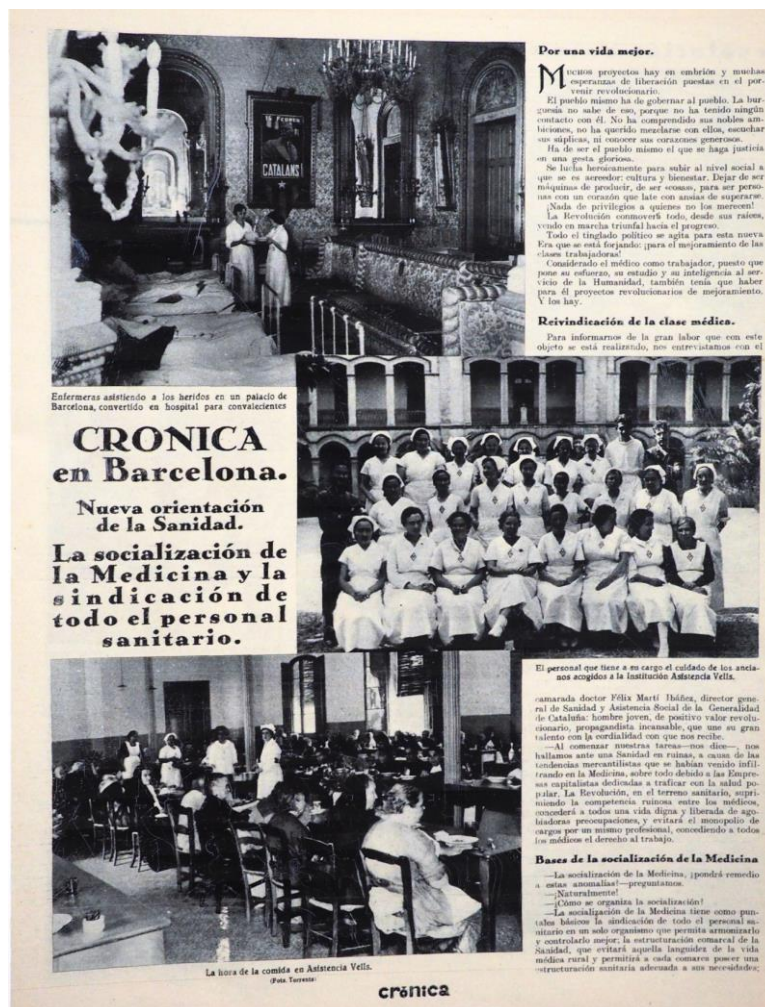 CATALANS
Enfermeras asistiendo a los heridos en un palacio de
Barcelona, convertido en hospital para convalecientes
CRONICA
en Barcelona.
Nueva orientación
de la Sanidad.
La socialización de
la Medicina y la
sindicación de
todo el personal
sanitario.
La hora de la comida en Asistencia Vells.
(Fots. Torrents)
Por una vida mejor.
Muchos proyectos hay en embrión y muchas
esperanzas de liberación puestas en el por-
venir revolucionario.
El pueblo mismo ha de gobernar al pueblo. La bur-
guesía no sabe de eso, porque no ha tenido ningún
contacto con él. No ha comprendido sus nobles am-
biciones, no ha querido mezclarse con ellos, escuchar
sus súplicas, ni conocer sus corazones generosos.
Ha de ser el pueblo mismo el que se haga justicia
en una gesta gloriosa.
Se lucha heroicamente para subir al nivel social a
que se es acreedor: cultura y bienestar. Dejar de ser
máquinas de producir, de ser «cosas», para ser perso-
nas con un corazón que late con ansias de superarse.
¡Nada de privilegios a quienes no los merecen!
La Revolución conmoverá todo, desde sus raíces,
yendo en marcha triunfal hacia el progreso.
Todo el tinglado político se agita para esta nueva
Era que se está forjando: ¡para el mejoramiento de las
clases trabajadoras!
Considerado el médico como trabajador, puesto que
pone su esfuerzo, su estudio y su inteligencia al ser-
vicio de la Humanidad, también tenía que haber
para él proyectos revolucionarios de mejoramiento.
Y los hay.
Reivindicación de la clase médica.
Para informarnos de la gran labor que con este
objeto se está realizando, nos entrevistamos con el
El personal que tiene a su cargo el cuidado de los ancia-
nos acogidos a la Institución Asistencia Vells.
camarada doctor Félix Martí Ibáñez, director gene-
ral de Sanidad y Asistencia Social de la Generalidad
de Cataluña: hombre joven, de positivo valor revolu-
cionario, propagandista incansable, que une su gran
talento con la cordialidad con que nos recibe.
—Al comenzar nuestras tareas—nos dice—, nos
hallamos ante una Sanidad en ruinas, a causa de las
tendencias mercantilistas que se habían venido infil-
trando en la Medicina, sobre todo debido a las Empre-
sas capitalistas dedicadas a traficar con la salud po-
pular. La Revolución, en el terreno sanitario, supri-
miendo la competencia ruinosa entre los médicos,
concederá a todos una vida digna y liberada de ago-
biadoras preocupaciones, y evitará el monopolio de
cargos por un mismo profesional, concediendo a todos
los médicos el derecho al trabajo.
Bases de la socialización de la Medicina
—La socialización de la Medicina, ¿pondrá remedio
a estas anomalías?—preguntamos.
—¡Naturalmente!
—¿Cómo se organiza la socialización?
—La socialización de la Medicina tiene como pun-
tales básicos la sindicación de todo el personal sa-
nitario en un solo organismo que permita armonizarlo
y controlarlo mejor; la estructuración comarcal de la
Sanidad, que evitará aquella languidez de la vida
médica rural y permitirá a cada comarca poseer una
estructuración sanitaria adecuada a sus necesidades;
crónica